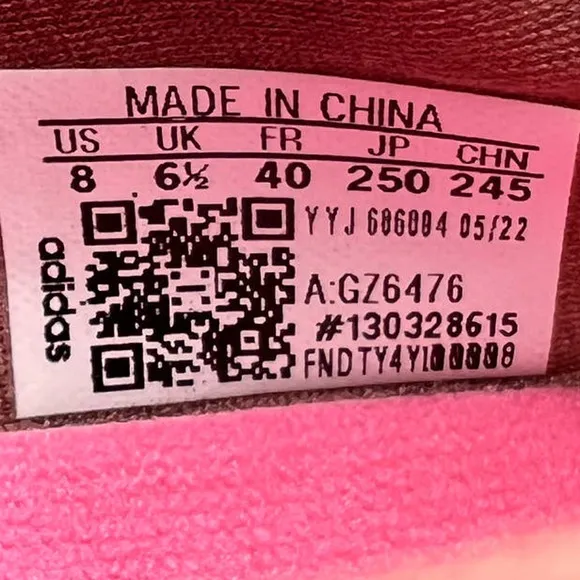 MADE IN CHINA
US UK FR JP CHN
8 6½ 40 250 245
adidas
YYJ 606004 05/22
A:GZ6476
#130328615